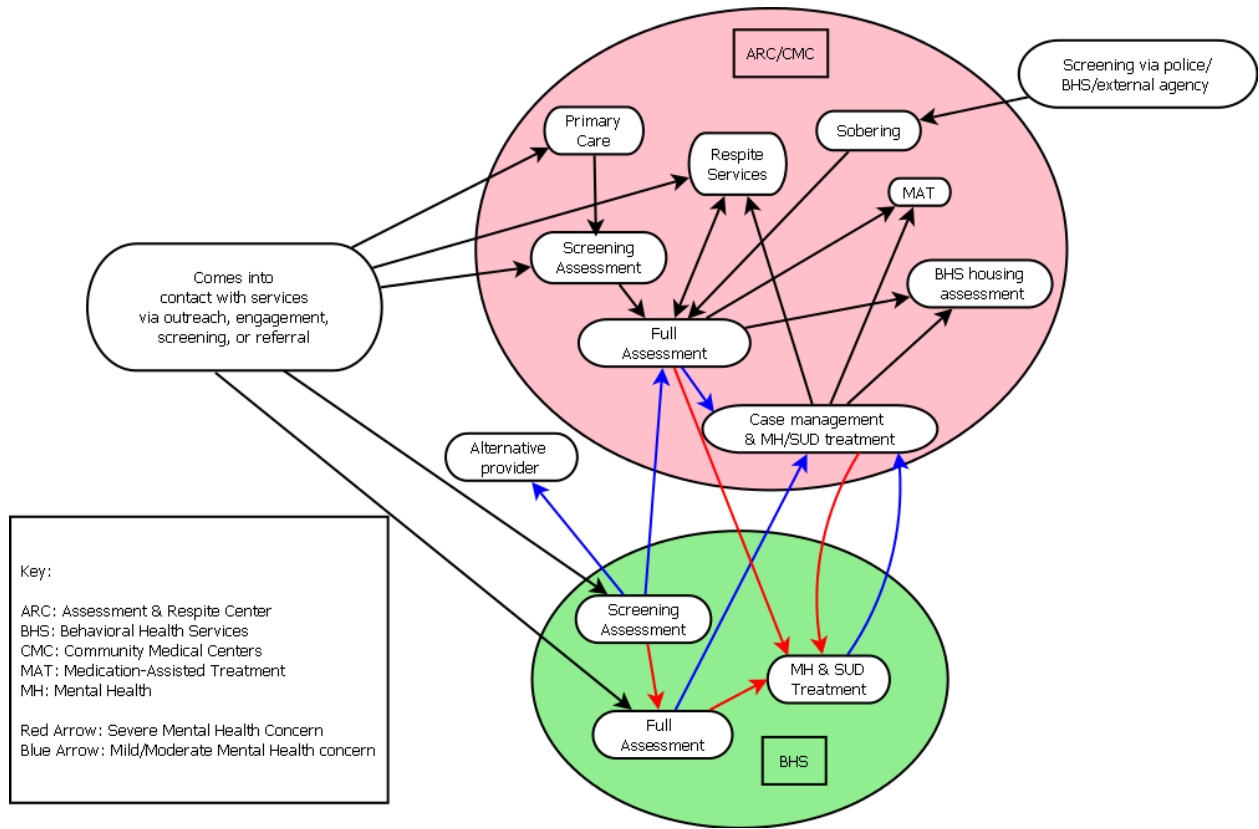 ARC/CMC
Screening via police/
BHS/external agency
Primary
Care
Sobering
Respite
Services
MAT
Screening
Assessment
BHS housing
assessment
Comes into
contact with services
via outreach, engagement,
screening, or referral
Full
Assessment
Case management
& MH/SUD treatment
Alternative
provider
Key:
ARC: Assessment & Respite Center
BHS: Behavioral Health Services
CMC: Community Medical Centers
MAT: Medication-Assisted Treatment
MH: Mental Health
Red Arrow: Severe Mental Health Concern
Blue Arrow: Mild/Moderate Mental Health concern
Screening
Assessment
MH & SUD
Treatment
Full
Assessment
BHS